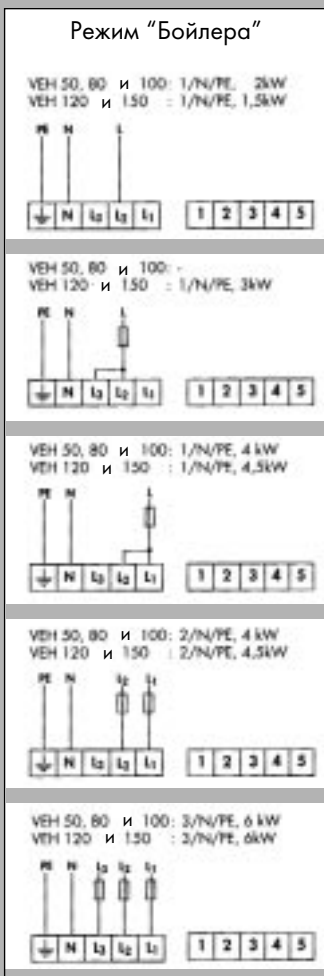 Режим “Бойлера”
VEH 50, 80 и 100: 1/N/PE, 2kW
VEH 120 и 150 : 1/N/PE, 1,5kW
PE N L
N L₃ L₂ L₁ 1 2 3 4 5
VEH 50, 80 и 100: -
VEH 120 и 150 : 1/N/PE, 3kW
PE N L
N L₃ L₂ L₁ 1 2 3 4 5
VEH 50, 80 и 100: 1/N/PE, 4 kW
VEH 120 и 150 : 1/N/PE, 4,5kW
PE N L
N L₃ L₂ L₁ 1 2 3 4 5
VEH 50, 80 и 100: 2/N/PE, 4 kW
VEH 120 и 150 : 2/N/PE, 4,5kW
PE N L₂ L₁
N L₃ L₂ L₁ 1 2 3 4 5
VEH 50, 80 и 100: 3/N/PE, 6 kW
VEH 120 и 150 : 3/N/PE, 6kW
PE N L₃ L₂ L₁
N L₃ L₂ L₁ 1 2 3 4 5